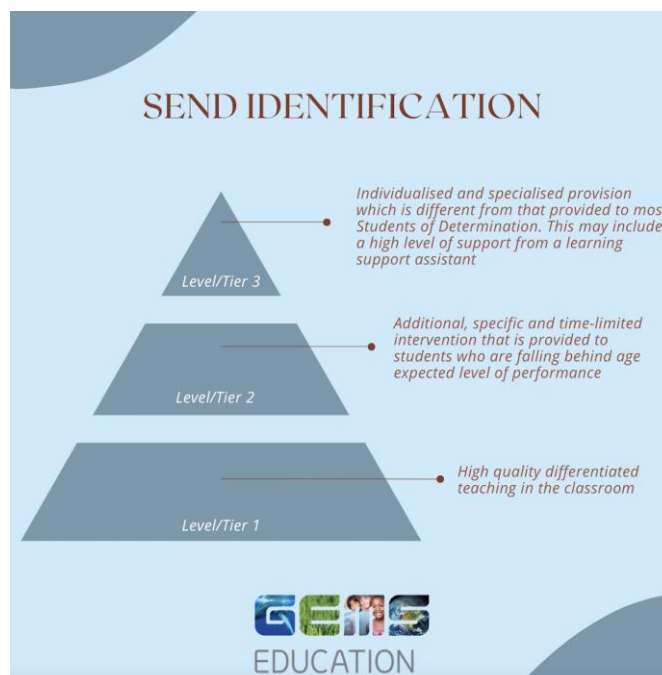 SEND IDENTIFICATION
Individualised and specialised provision
which is different from that provided to mos
Students of Determination. This may include
a high level of support from a learning
support assistant
Level/Tier 3
Additional, specific and time-limited
intervention that is provided to
students who are falling behind age
expected level of performance
Level/Tier 2
High quality differentiated
teaching in the classroom
Level/Tier 1
GEMS
EDUCATION